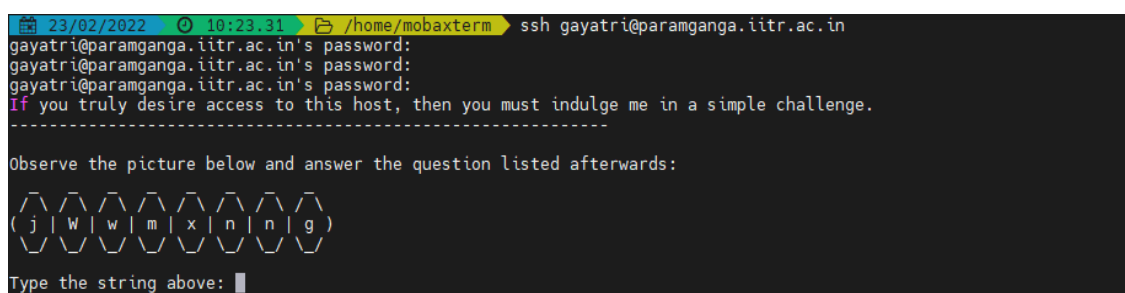 23/02/2022 10:23.31 /home/mobaxterm ssh gayatri@paramganga.iitr.ac.in
gayatri@paramganga.iitr.ac.in's password:
gayatri@paramganga.iitr.ac.in's password:
gayatri@paramganga.iitr.ac.in's password:
If you truly desire access to this host, then you must indulge me in a simple challenge.
-------------------------------------------------------------
Observe the picture below and answer the question listed afterwards:
  _   _   _   _   _   _   _   _
 / \ / \ / \ / \ / \ / \ / \ / \
( j | W | w | m | x | n | n | g )
 \_/ \_/ \_/ \_/ \_/ \_/ \_/ \_/
Type the string above: